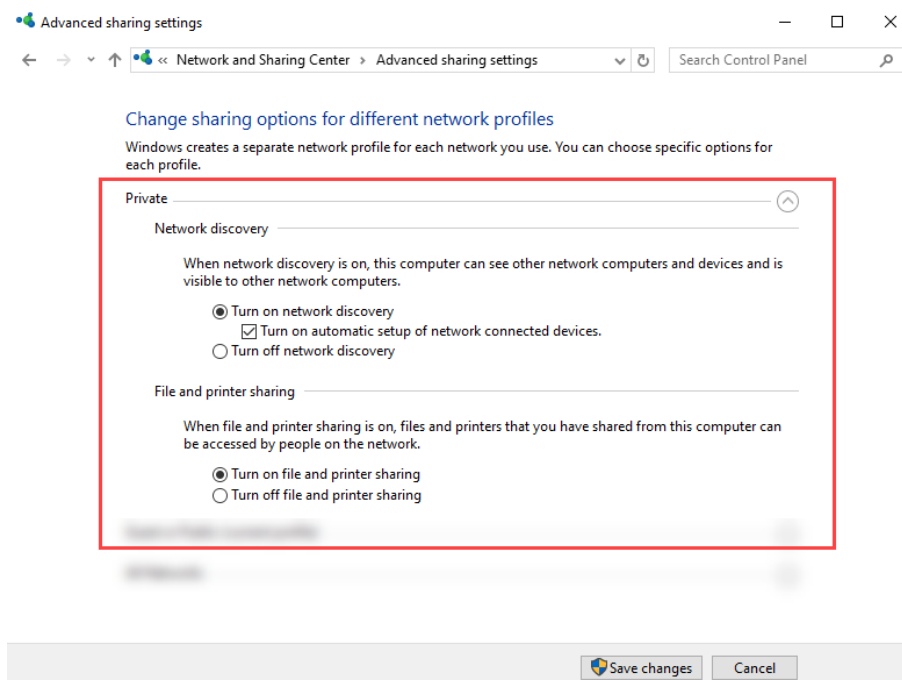 Advanced sharing settings
« Network and Sharing Center > Advanced sharing settings
Search Control Panel
Change sharing options for different network profiles
Windows creates a separate network profile for each network you use. You can choose specific options for
each profile.
Private
Network discovery
When network discovery is on, this computer can see other network computers and devices and is
visible to other network computers.
Turn on network discovery
Turn on automatic setup of network connected devices.
Turn off network discovery
File and printer sharing
When file and printer sharing is on, files and printers that you have shared from this computer can
be accessed by people on the network.
Turn on file and printer sharing
Turn off file and printer sharing
Save changes
Cancel